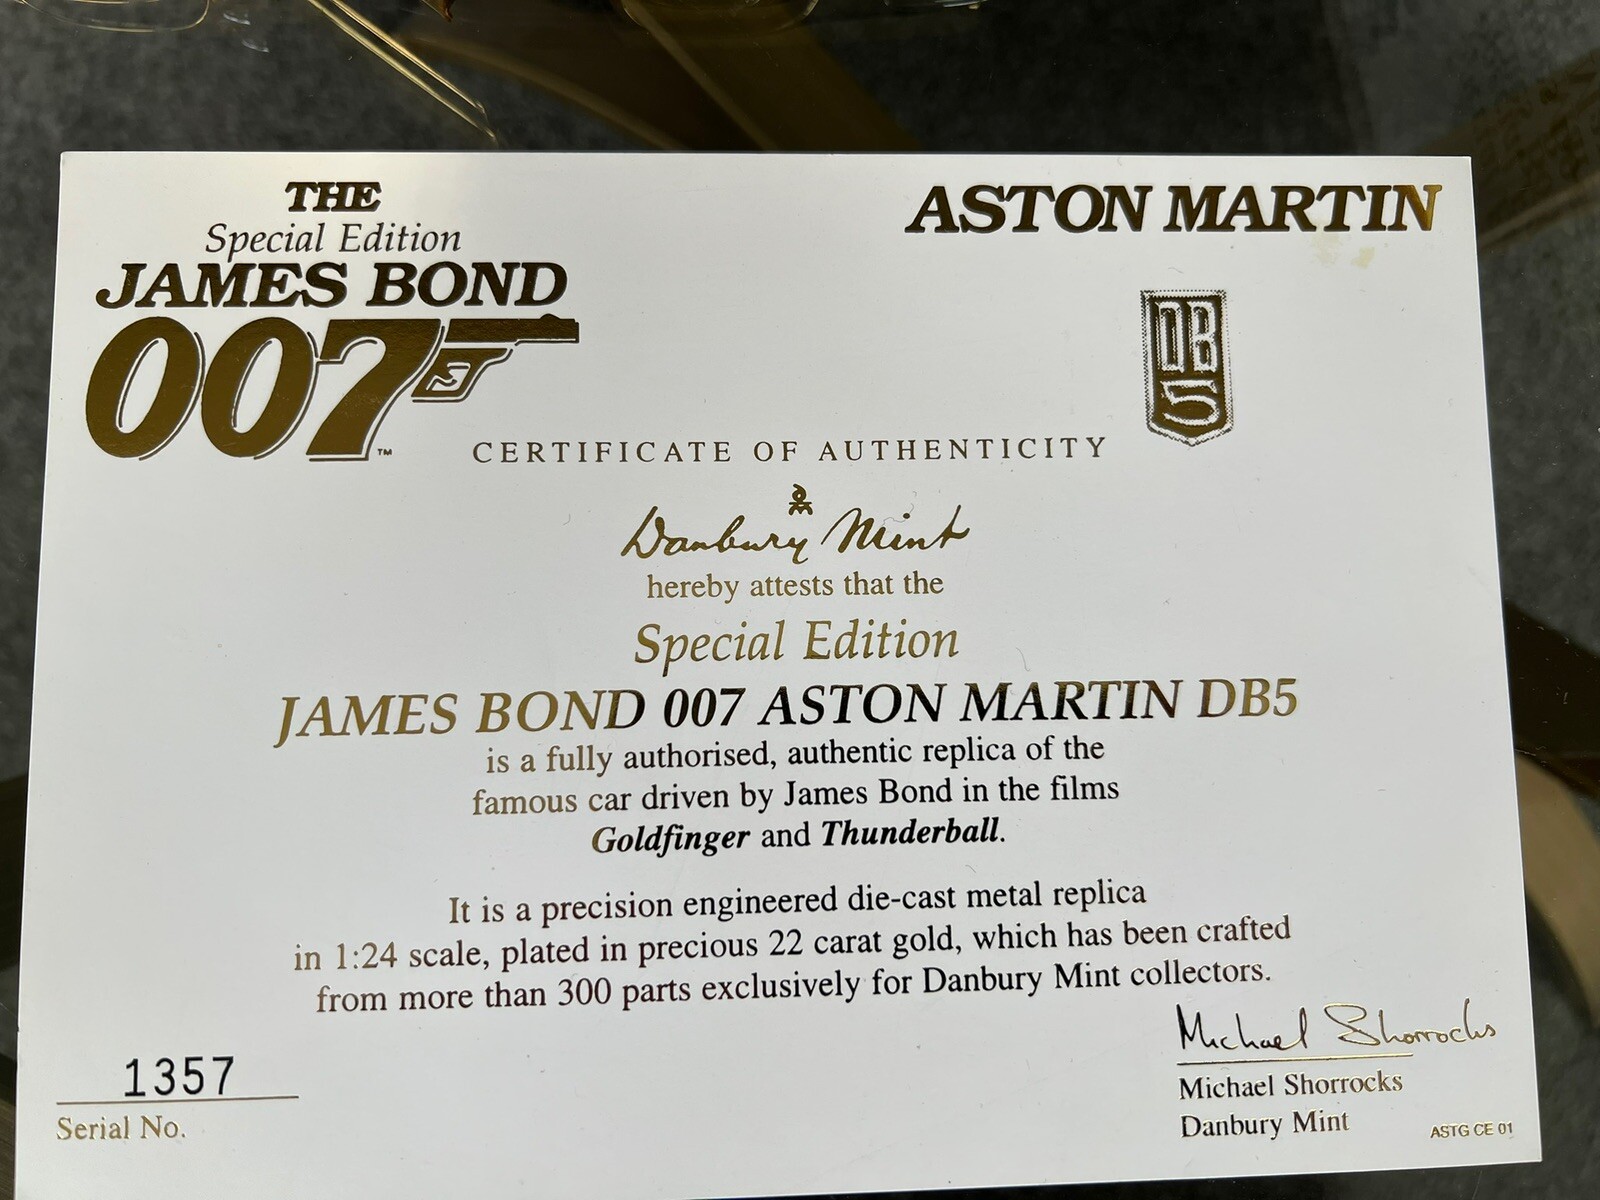 THE
Special Edition
JAMES BOND
007™
ASTON MARTIN
DB
5
CERTIFICATE OF AUTHENTICITY
Danbury Mint
hereby attests that the
Special Edition
JAMES BOND 007 ASTON MARTIN DB5
is a fully authorised, authentic replica of the
famous car driven by James Bond in the films
Goldfinger and Thunderball.
It is a precision engineered die-cast metal replica
in 1:24 scale, plated in precious 22 carat gold, which has been crafted
from more than 300 parts exclusively for Danbury Mint collectors.
1357
Serial No.
Michael Shorrocks
Michael Shorrocks
Danbury Mint
ASTG CE 01